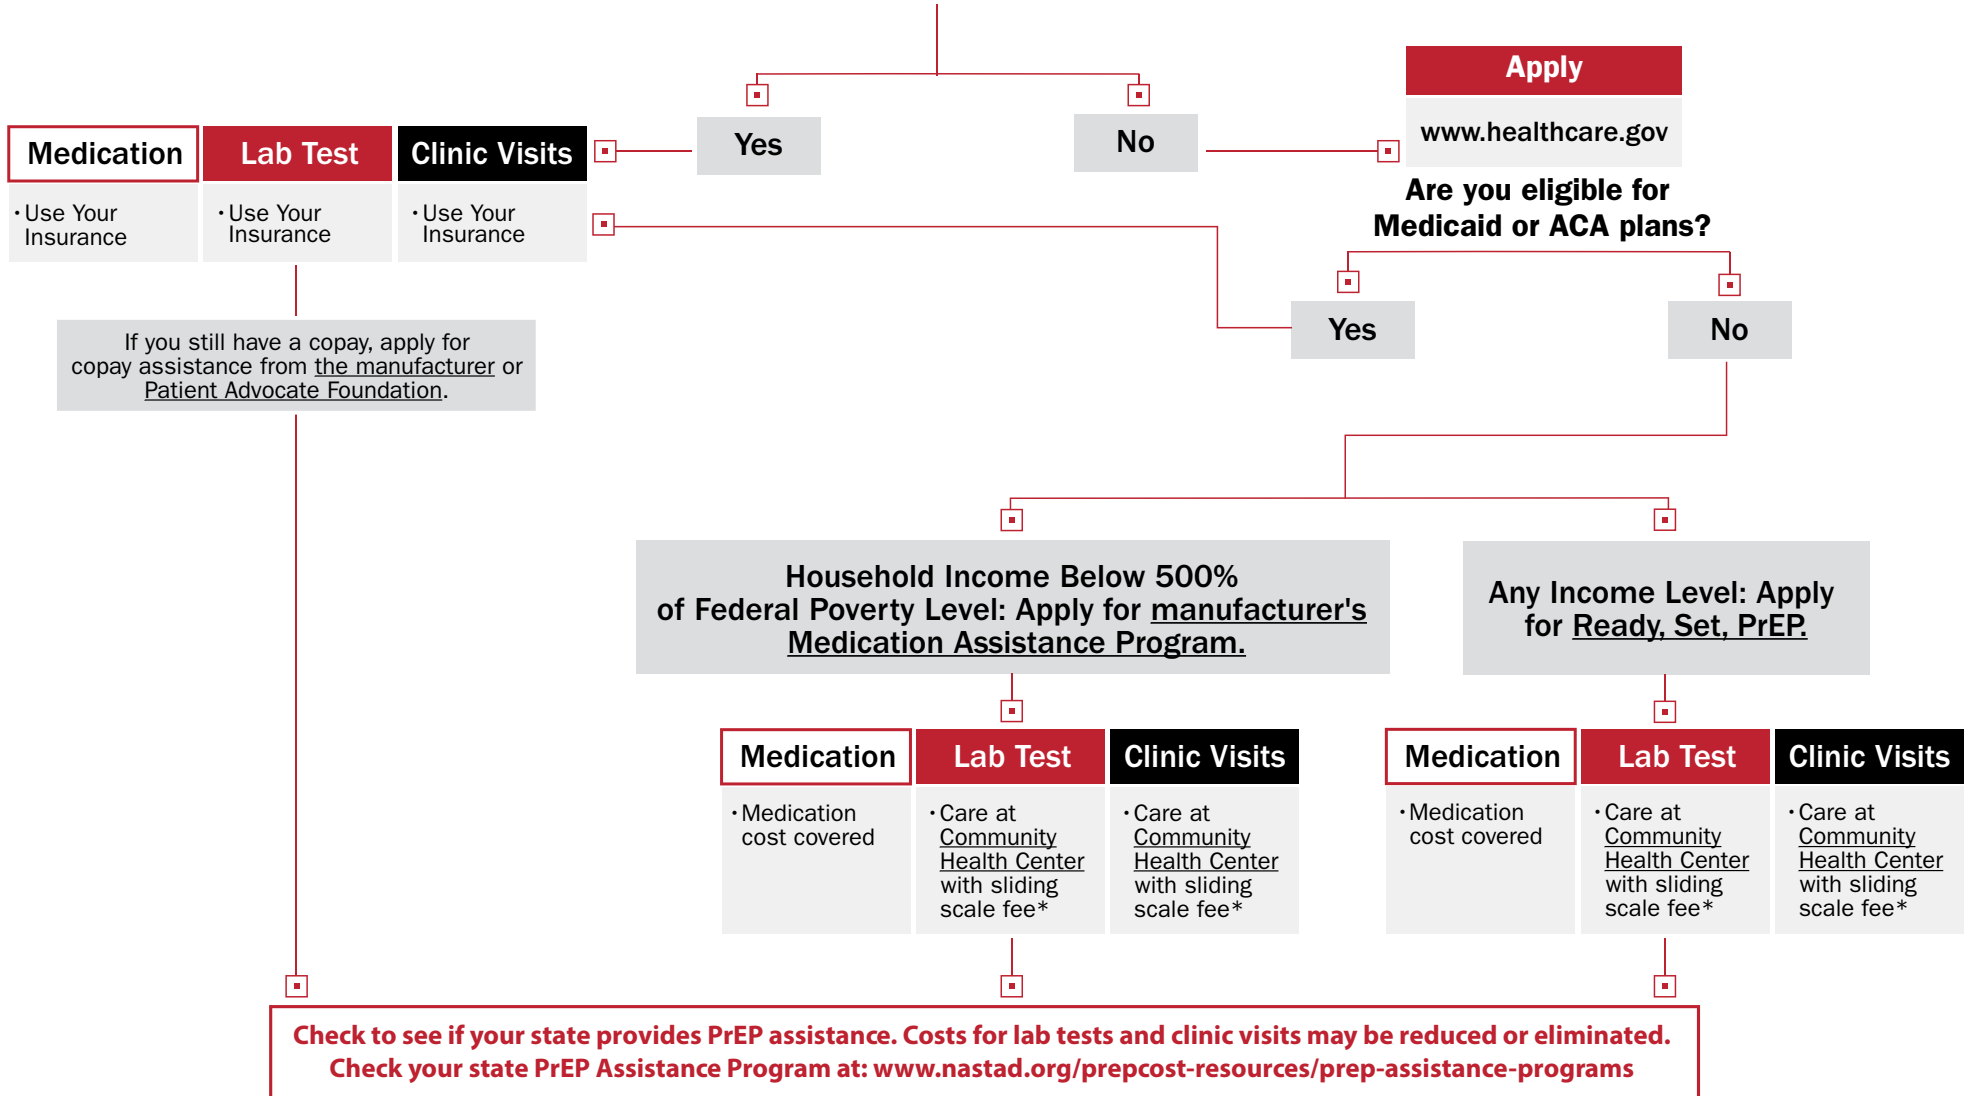 Apply
www.healthcare.gov
Yes
No
Medication
Lab Test
Clinic Visits
· Use Your
Insurance
· Use Your
Insurance
· Use Your
Insurance
Are you eligible for
Medicaid or ACA plans?
Yes
No
If you still have a copay, apply for
copay assistance from the manufacturer or
Patient Advocate Foundation.
Household Income Below 500%
of Federal Poverty Level: Apply for manufacturer's
Medication Assistance Program.
Any Income Level: Apply
for Ready, Set, PrEP.
Medication
Lab Test
Clinic Visits
· Medication
cost covered
· Care at
Community
Health Center
with sliding
scale fee*
· Care at
Community
Health Center
with sliding
scale fee*
Medication
Lab Test
Clinic Visits
· Medication
cost covered
· Care at
Community
Health Center
with sliding
scale fee*
· Care at
Community
Health Center
with sliding
scale fee*
Check to see if your state provides PrEP assistance. Costs for lab tests and clinic visits may be reduced or eliminated.
Check your state PrEP Assistance Program at: www.nastad.org/prepcost-resources/prep-assistance-programs